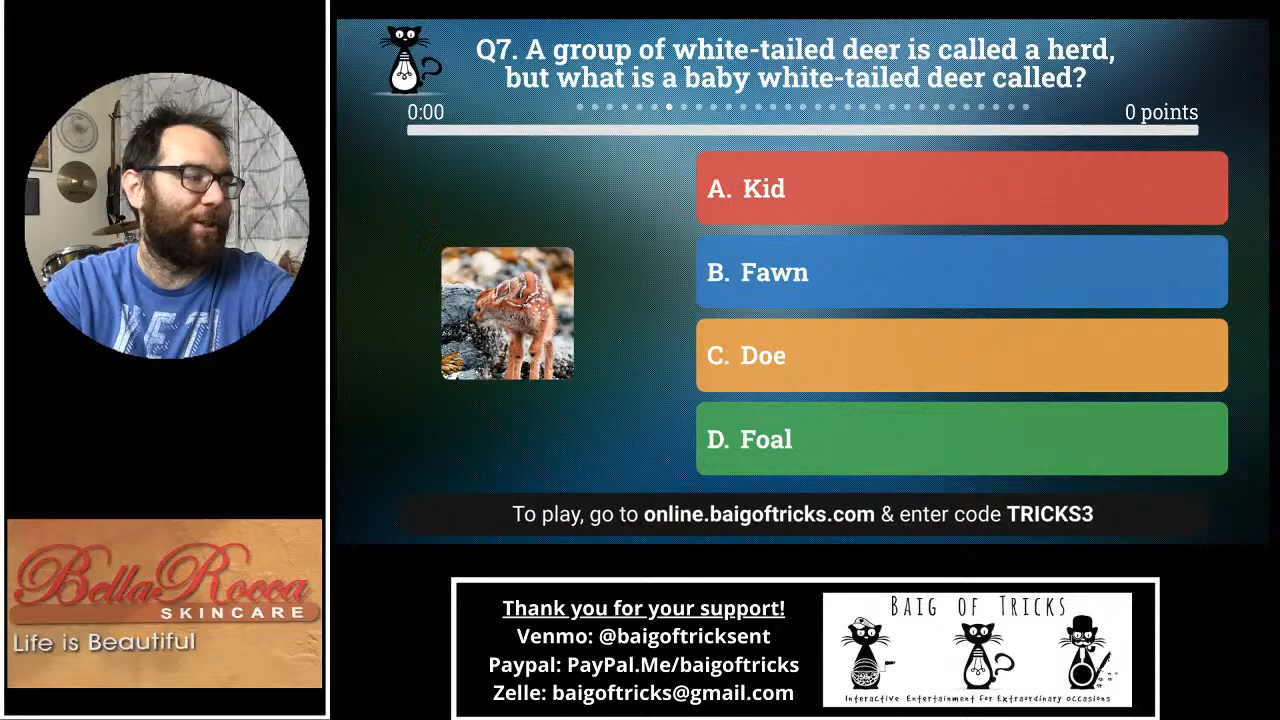 Q7. A group of white-tailed deer is called a herd,
but what is a baby white-tailed deer called?
0:00
0 points
A. Kid
B. Fawn
C. Doe
D. Foal
To play, go to online.baigoftricks.com & enter code TRICKS3
YETI
BellaRocca
SKINCARE
Life is Beautiful
Thank you for your support!
Venmo: @baigoftricksent
Paypal: PayPal.Me/baigoftricks
Zelle: baigoftricks@gmail.com
BAIG OF TRICKS
Interactive Entertainment for Extraordinary occasions